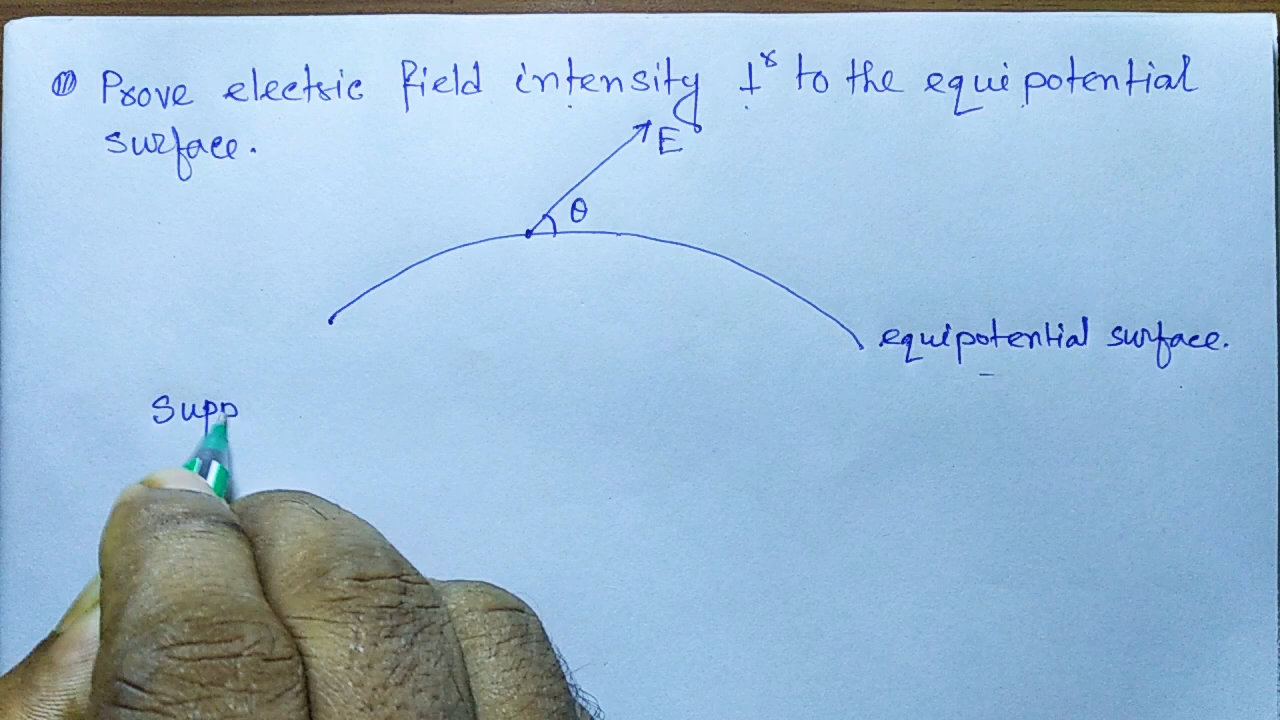 ⑪ Prove electric field intensity ⊥ʳ to the equipotential
surface.
E
θ
equipotential surface.
Supp